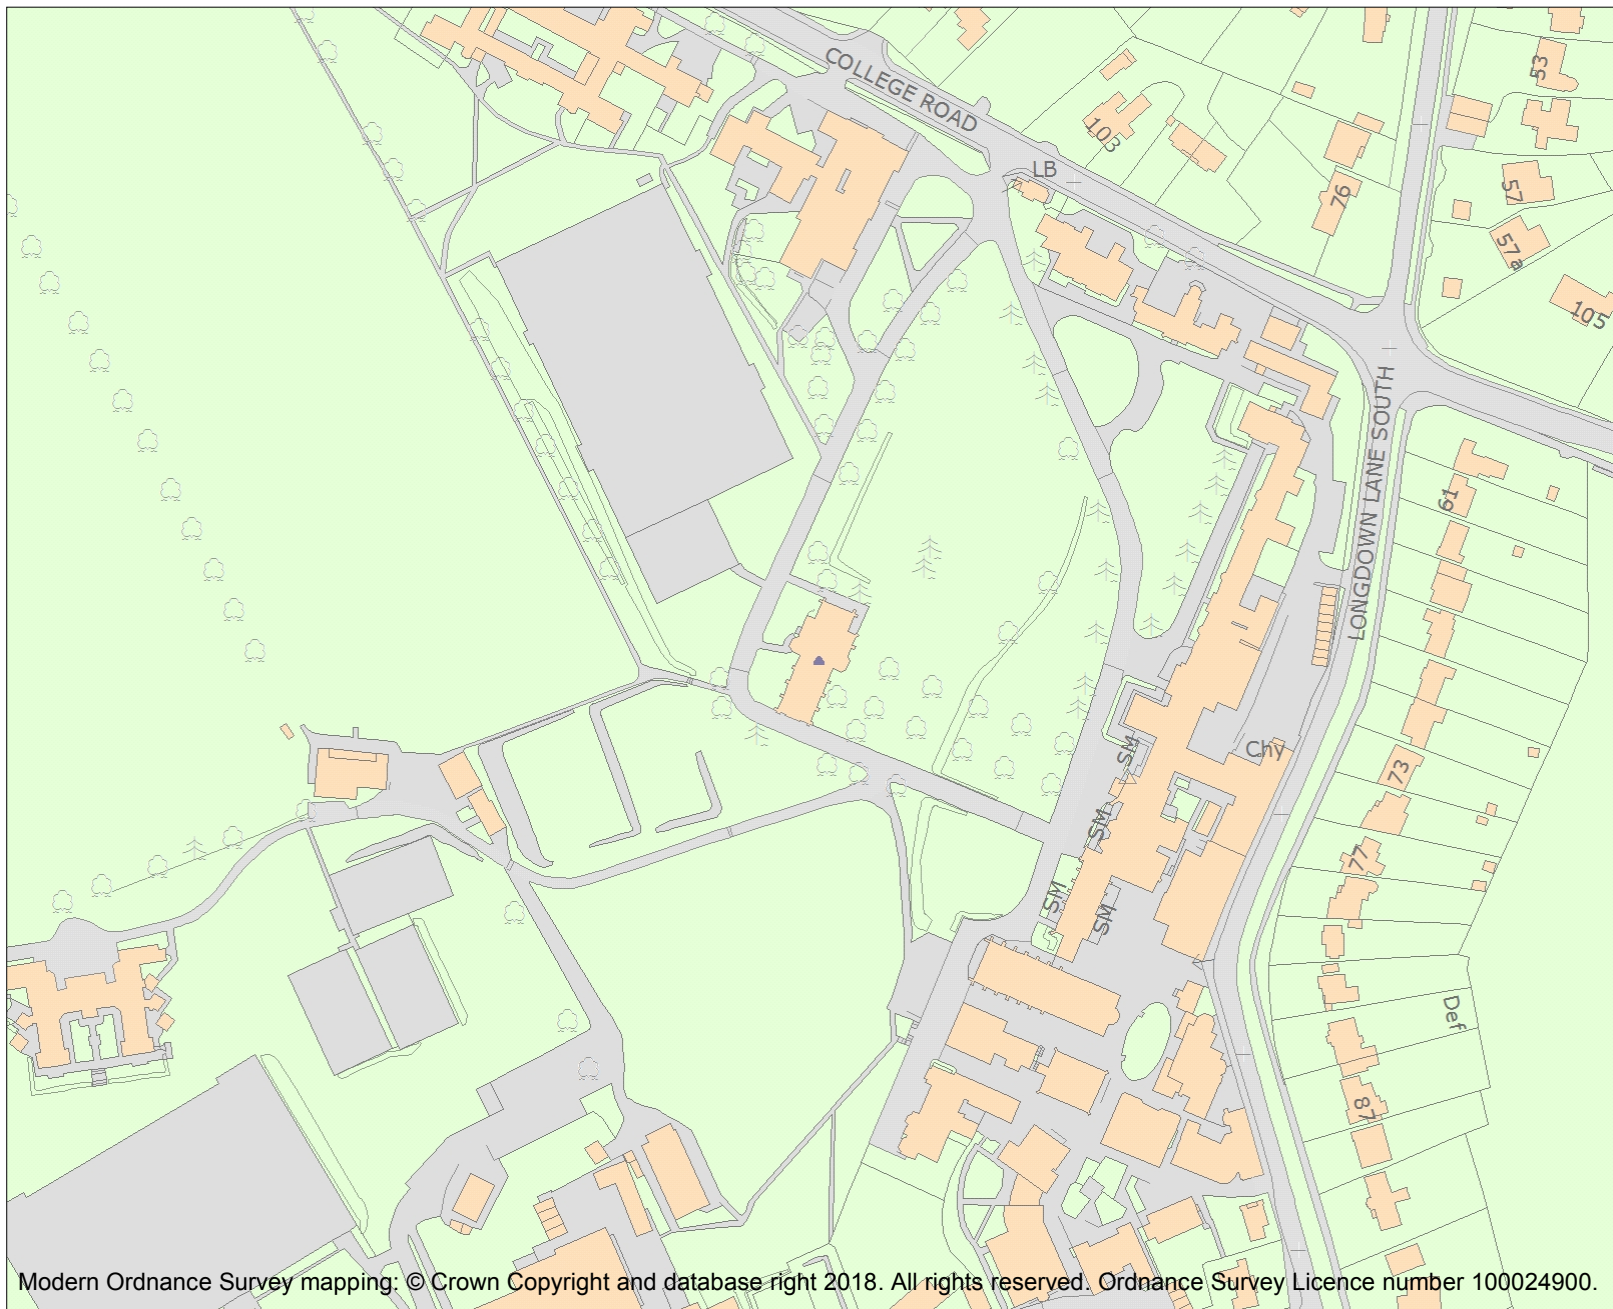 COLLEGE ROAD
53
103
LB
76
57
57a
105
LONGDOWN LANE SOUTH
61
SM
Chy
73
SM
77
SM
SM
Def
87
Modern Ordnance Survey mapping: © Crown Copyright and database right 2018. All rights reserved. Ordnance Survey Licence number 100024900.